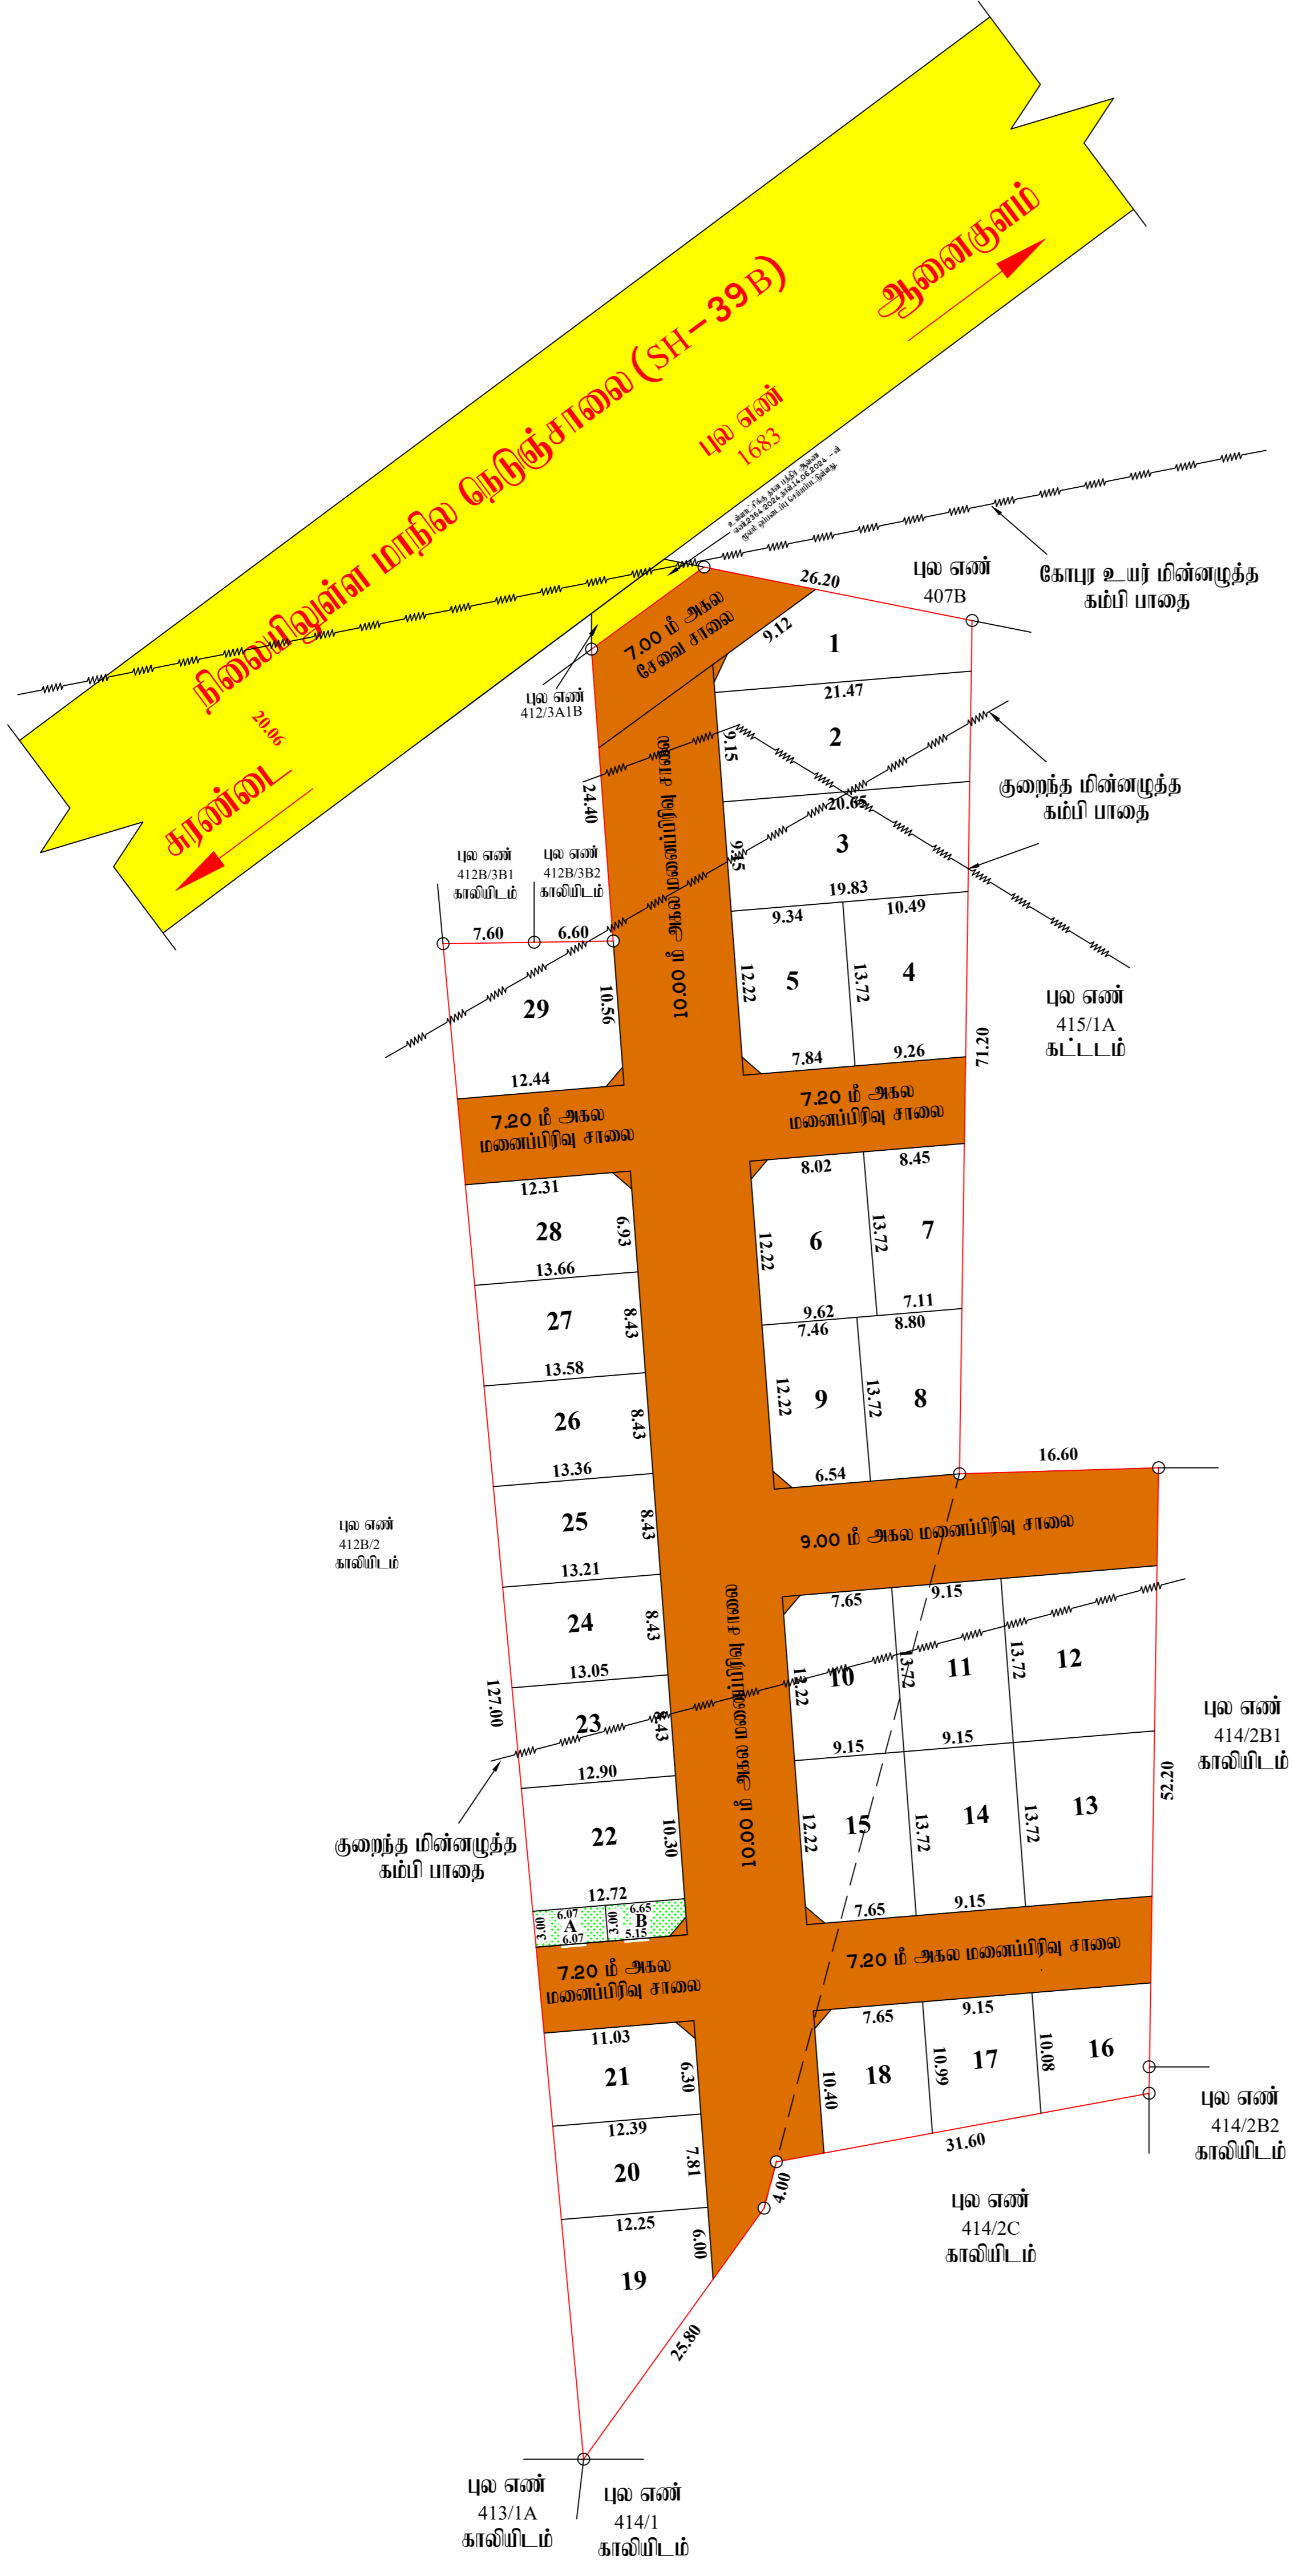 ஆனைகுளம்
நிலையிலுள்ள மாநில நெடுஞ்சாலை (SH-39B)
புல எண்
1683
20.06
சுரண்டை
26.20
புல எண்
407B
கோபுர உயர் மின்னழுத்த
கம்பி பாதை
7.00 மீ அகல
சேவை சாலை
9.12
1
21.47
புல எண்
412/3A1B
2
9.15
20.65
குறைந்த மின்னழுத்த
கம்பி பாதை
24.40
10.00 மீ அகல மனைப்பிரிவு சாலை
3
9.15
19.83
புல எண்
412B/3B1
காலியிடம்
புல எண்
412B/3B2
காலியிடம்
7.60
6.60
9.34
10.49
5
12.22
13.72
4
29
10.56
புல எண்
415/1A
கட்டடம்
71.20
7.84
9.26
12.44
7.20 மீ அகல
மனைப்பிரிவு சாலை
7.20 மீ அகல
மனைப்பிரிவு சாலை
12.31
8.02
8.45
28
6.93
6
12.22
13.72
7
13.66
9.62
7.11
27
8.43
7.46
8.80
13.58
9
12.22
13.72
8
26
8.43
13.36
6.54
16.60
25
8.43
9.00 மீ அகல மனைப்பிரிவு சாலை
புல எண்
412B/2
காலியிடம்
13.21
7.65
9.15
24
8.43
10.00 மீ அகல மனைப்பிரிவு சாலை
10
12.22
13.72
11
13.72
12
13.05
127.00
23
8.43
9.15
9.15
புல எண்
414/2B1
காலியிடம்
12.90
52.20
22
10.30
15
12.22
13.72
14
13.72
13
குறைந்த மின்னழுத்த
கம்பி பாதை
12.72
6.07
6.65
3.00
A
3.00
B
6.07
5.15
7.65
9.15
7.20 மீ அகல
மனைப்பிரிவு சாலை
7.20 மீ அகல மனைப்பிரிவு சாலை
11.03
7.65
9.15
21
6.30
18
10.40
10.99
17
10.08
16
12.39
புல எண்
414/2B2
காலியிடம்
20
7.81
31.60
4.00
12.25
6.00
19
புல எண்
414/2C
காலியிடம்
25.80
புல எண்
413/1A
காலியிடம்
புல எண்
414/1
காலியிடம்